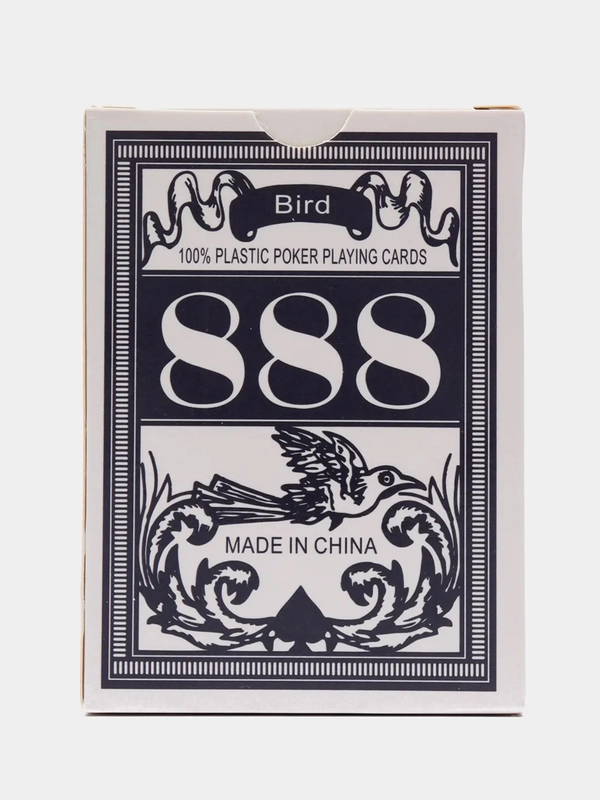 Bird
100% PLASTIC POKER PLAYING CARDS
888
MADE IN CHINA